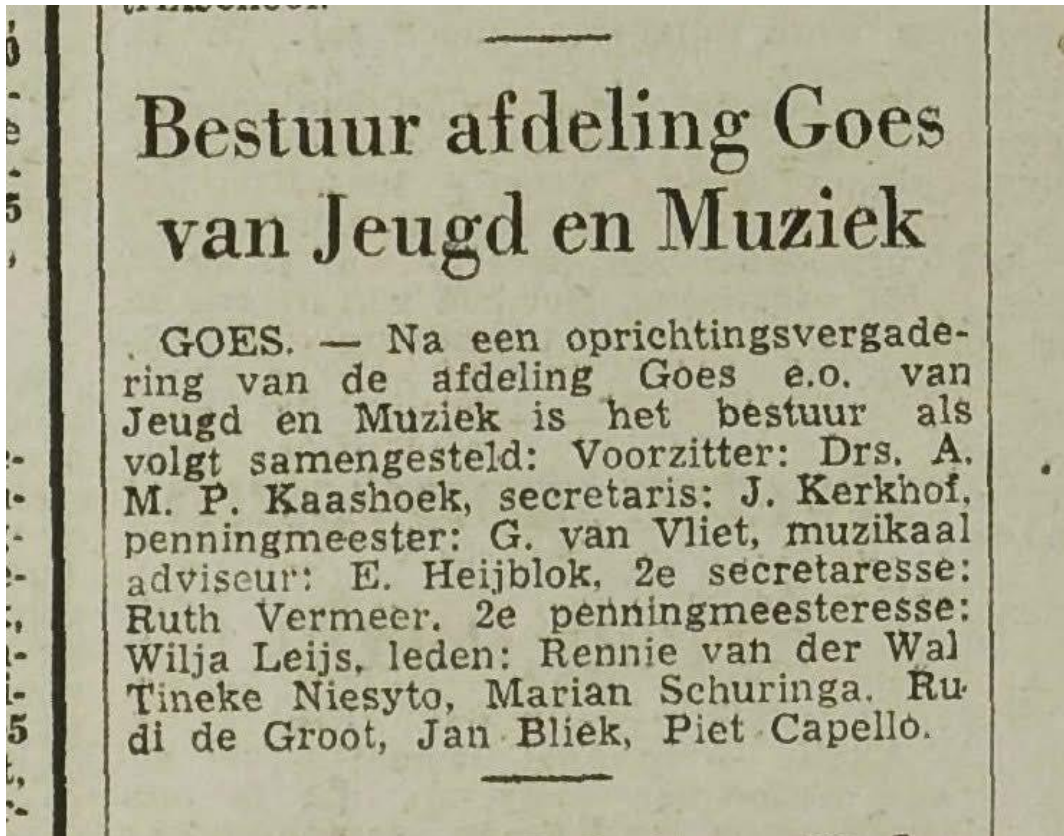 Bestuur afdeling Goes
van Jeugd en Muziek
GOES. — Na een oprichtingsvergade-
ring van de afdeling Goes e.o. van
Jeugd en Muziek is het bestuur als
volgt samengesteld: Voorzitter: Drs. A.
M. P. Kaashoek, secretaris: J. Kerkhof,
penningmeester: G. van Vliet, muzikaal
adviseur: E. Heijblok, 2e secretaresse:
Ruth Vermeer. 2e penningmeesteresse:
Wilja Leijs, leden: Rennie van der Wal
Tineke Niesyto, Marian Schuringa. Ru-
di de Groot, Jan Bliek, Piet Capello.